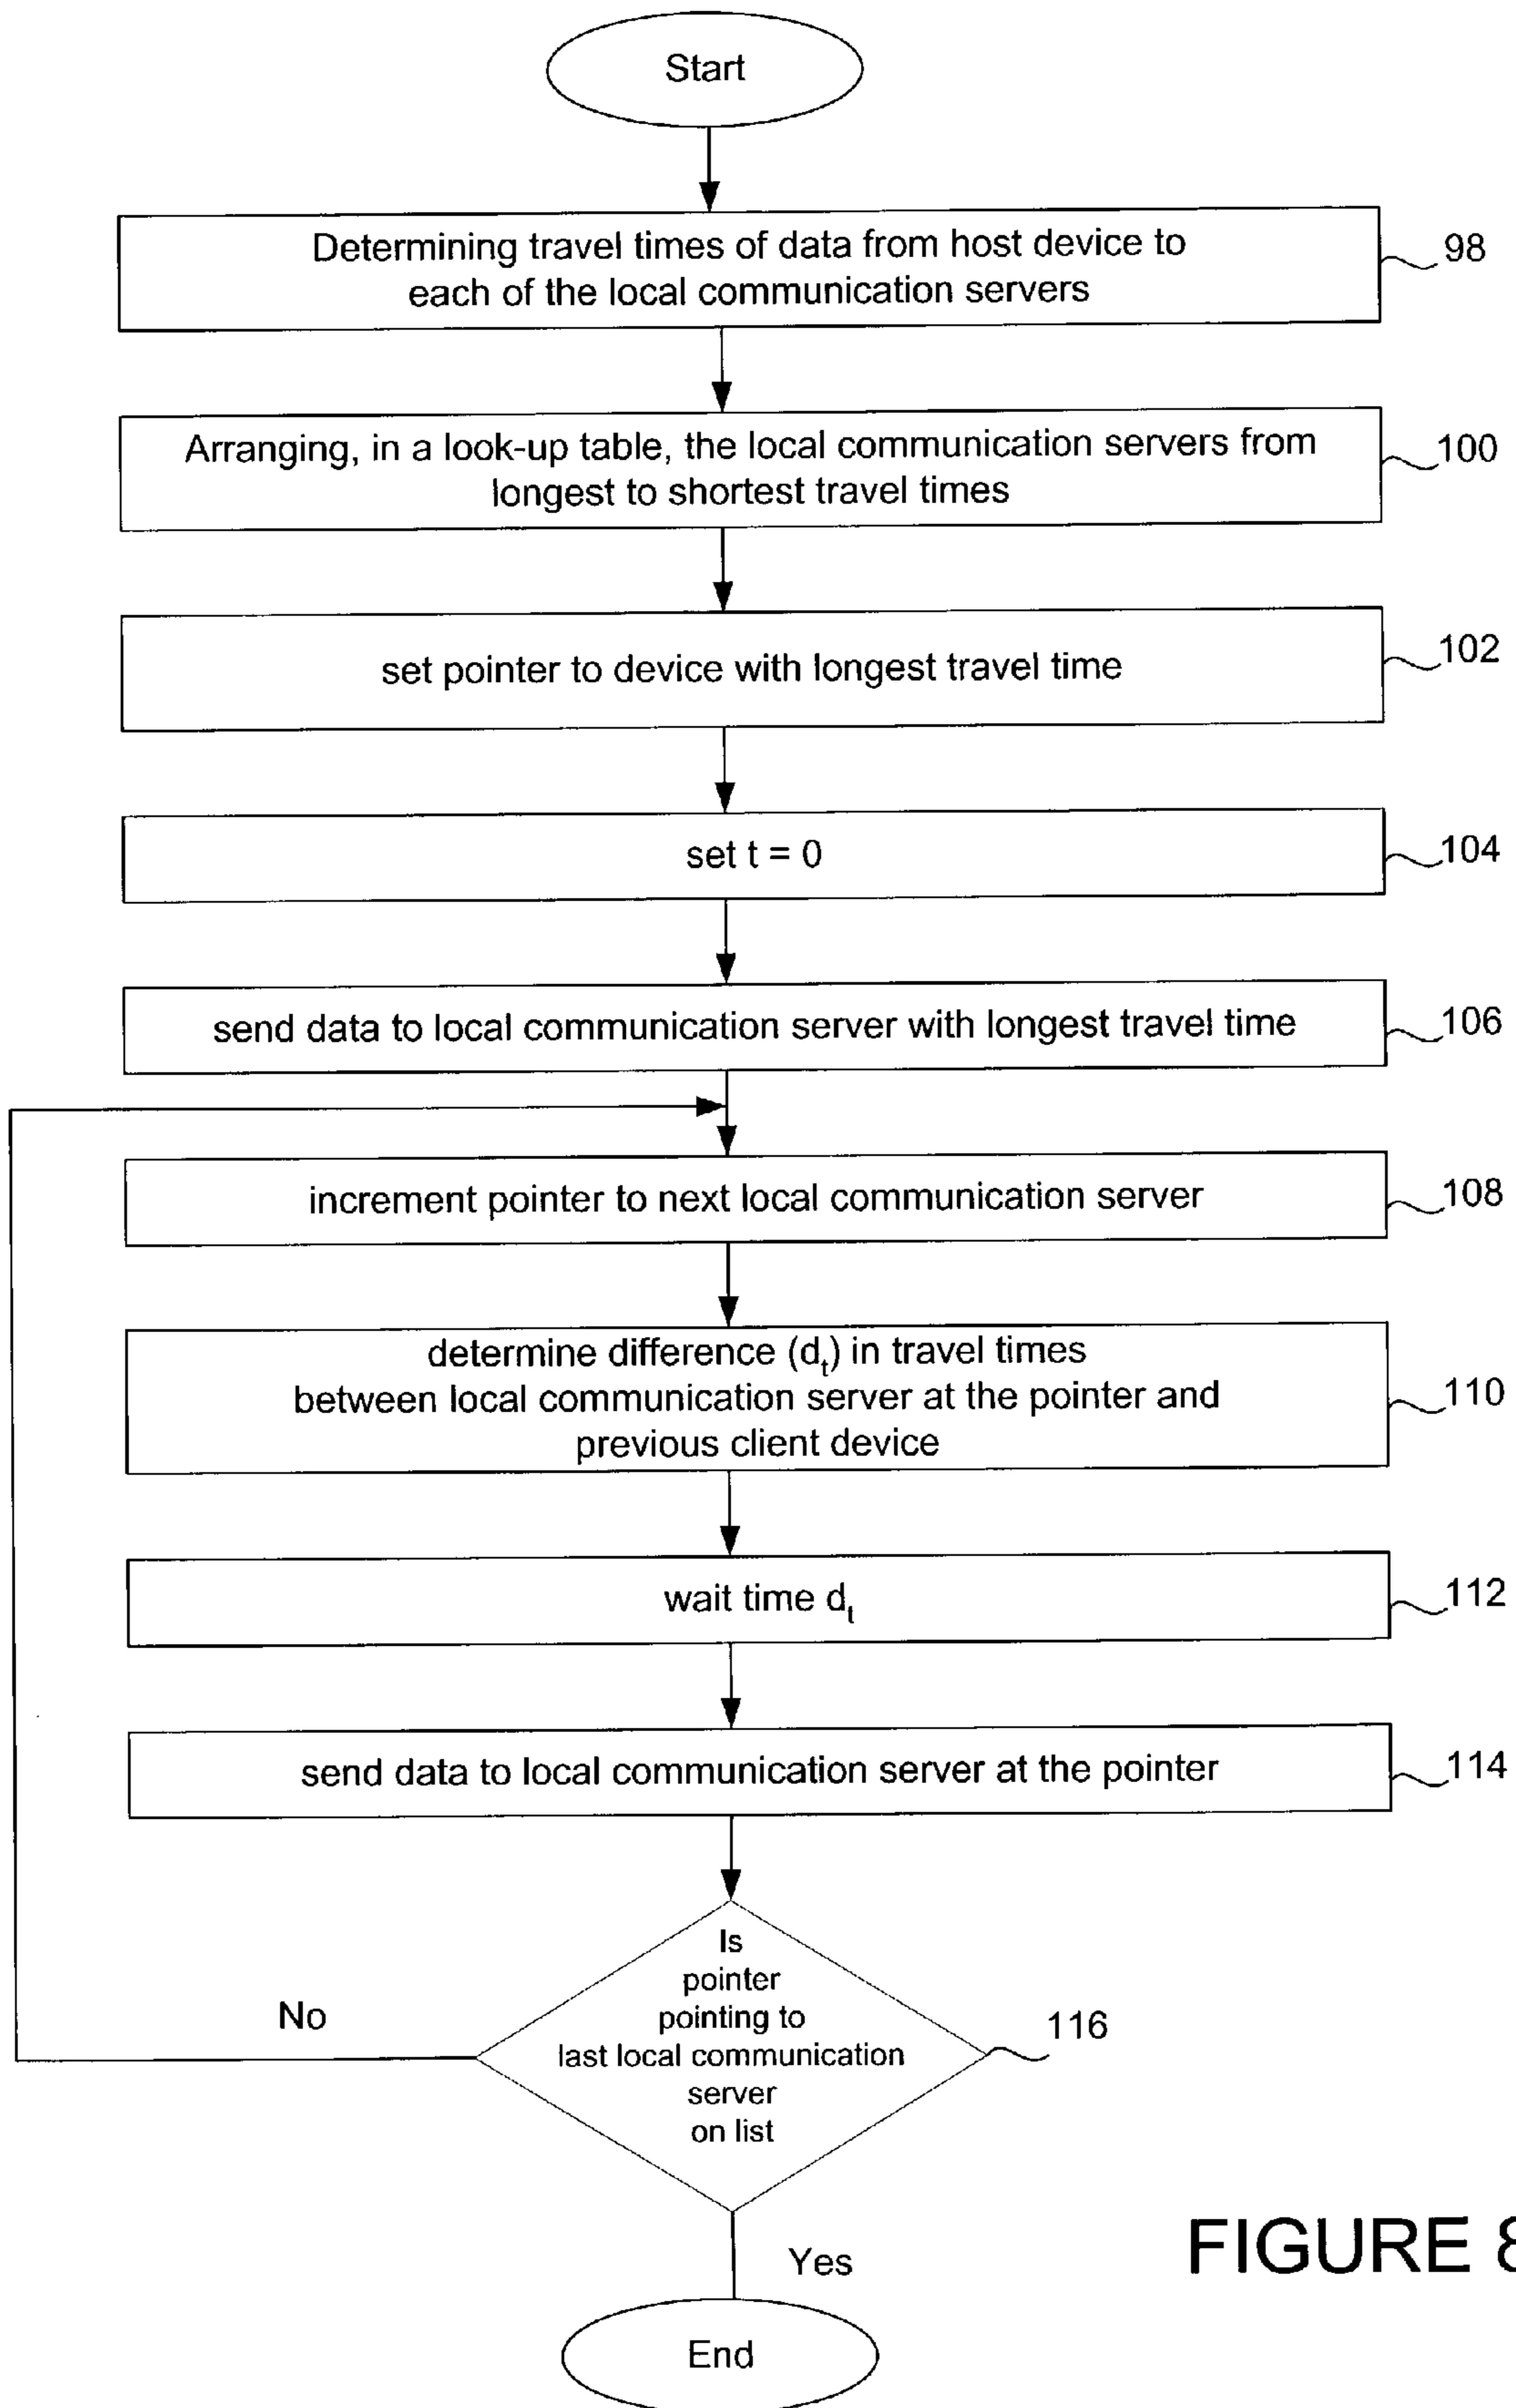 Start
Determining travel times of data from host device to
each of the local communication servers
98
Arranging, in a look-up table, the local communication servers from
longest to shortest travel times
100
set pointer to device with longest travel time
102
set t = 0
104
send data to local communication server with longest travel time
106
increment pointer to next local communication server
108
determine difference (dt) in travel times
between local communication server at the pointer and
previous client device
110
wait time dt
112
send data to local communication server at the pointer
114
Is
pointer
pointing to
last local communication
server
on list
116
No
Yes
End
FIGURE 8